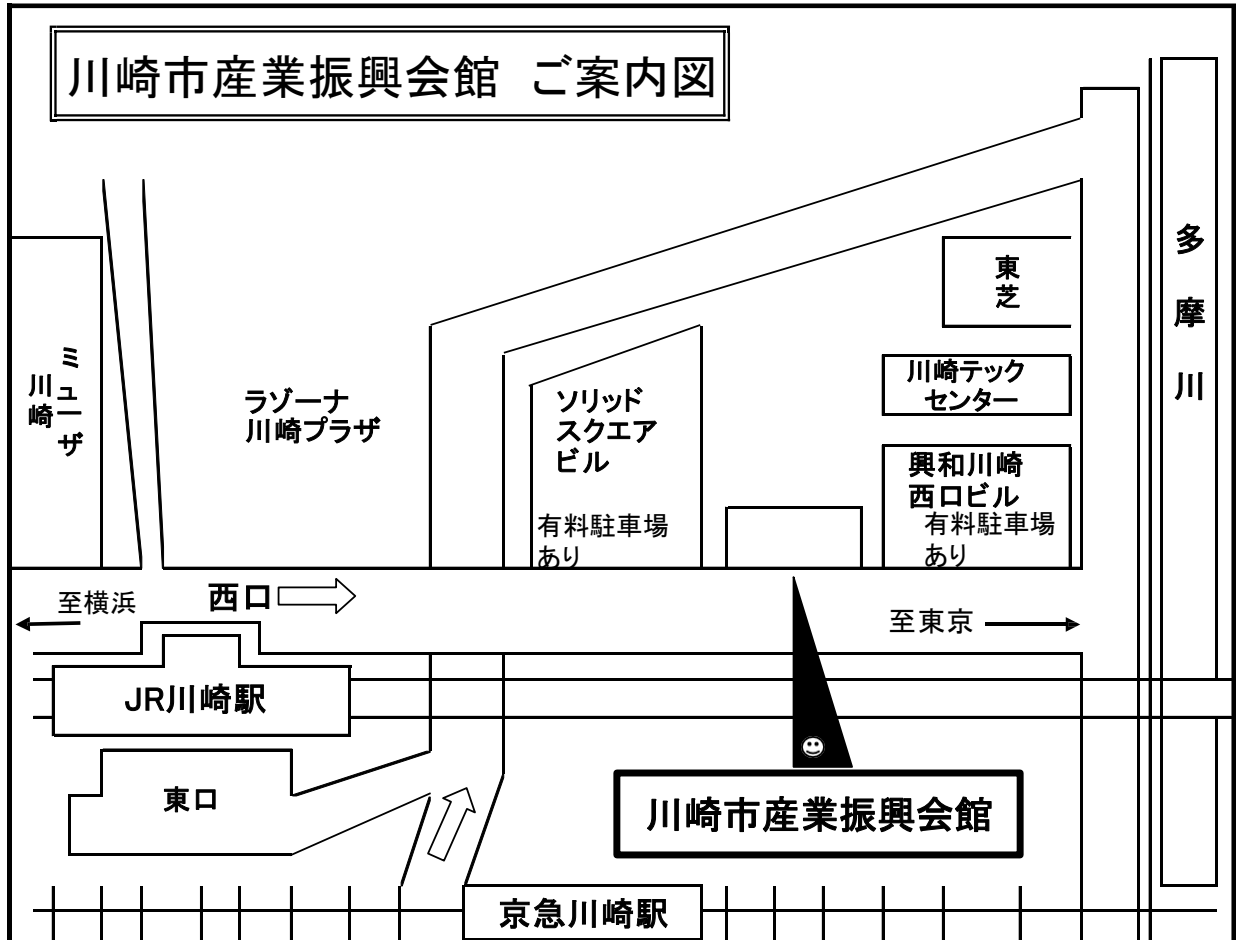 川崎市産業振興会館 ご案内図
多摩川
東芝
ミューザ
川崎
ラゾーナ
川崎プラザ
ソリッド
スクエア
ビル
有料駐車場
あり
川崎テック
センター
興和川崎
西口ビル
有料駐車場
あり
至横浜
西口
至東京
JR川崎駅
東口
川崎市産業振興会館
京急川崎駅